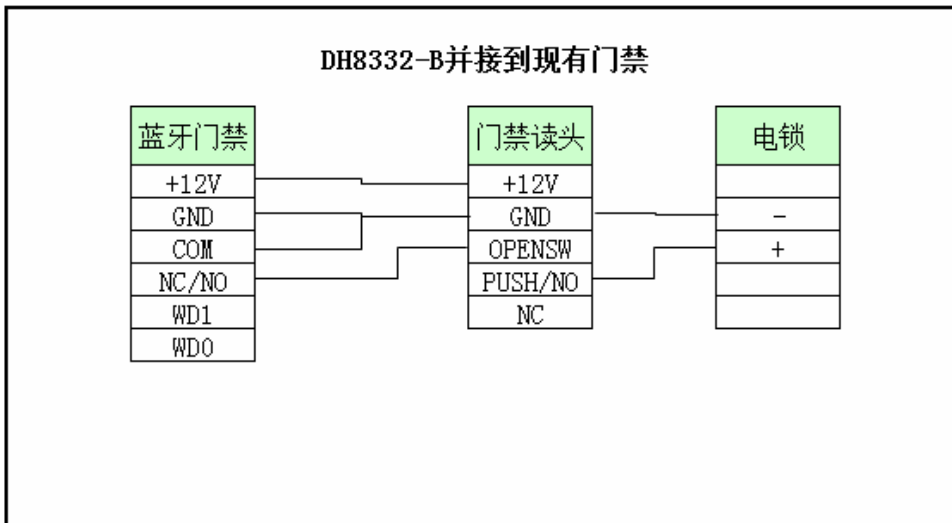 DH8332-B并接到现有门禁
蓝牙门禁
+12V
GND
COM
NC/NO
WD1
WD0
门禁读头
+12V
GND
OPENSW
PUSH/NO
NC
电锁
-
+